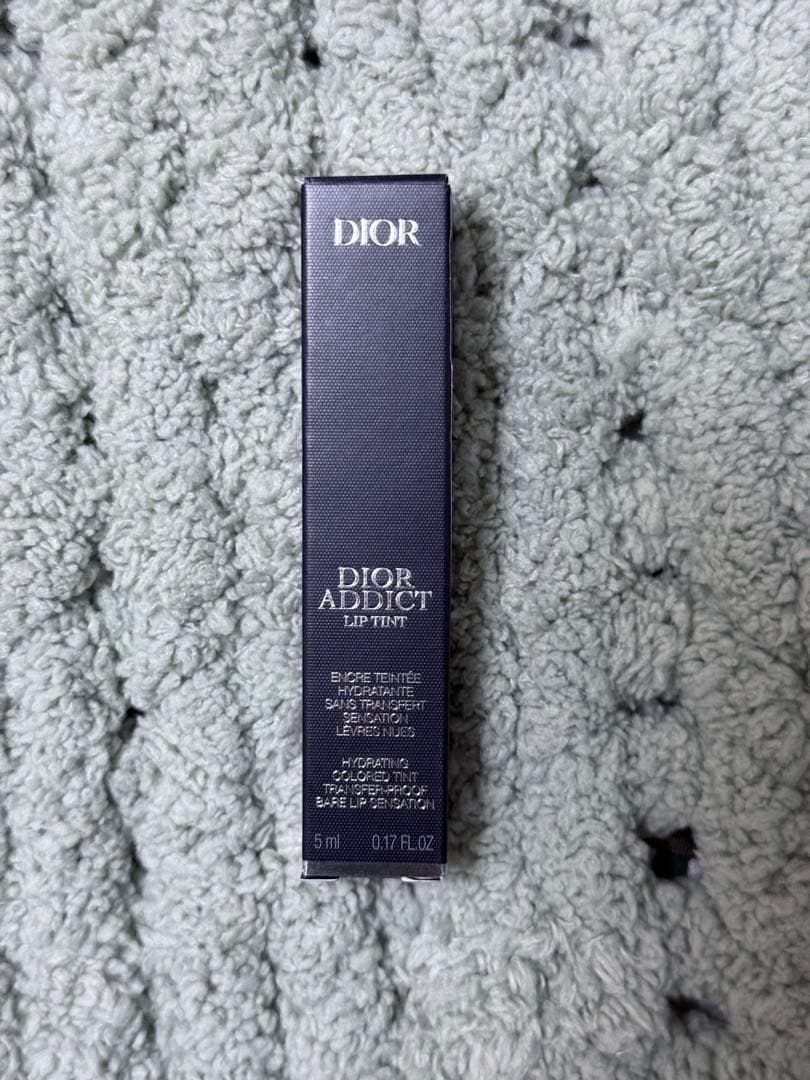 DIOR
DIOR
ADDICT
LIP TINT
ENCRE TEINTÉE
HYDRATANTE
SANS TRANSFERT
SENSATION
LÈVRES NUES
HYDRATING
COLORED TINT
TRANSFER-PROOF
BARE LIP SENSATION
5 ml 0.17 FL.OZ